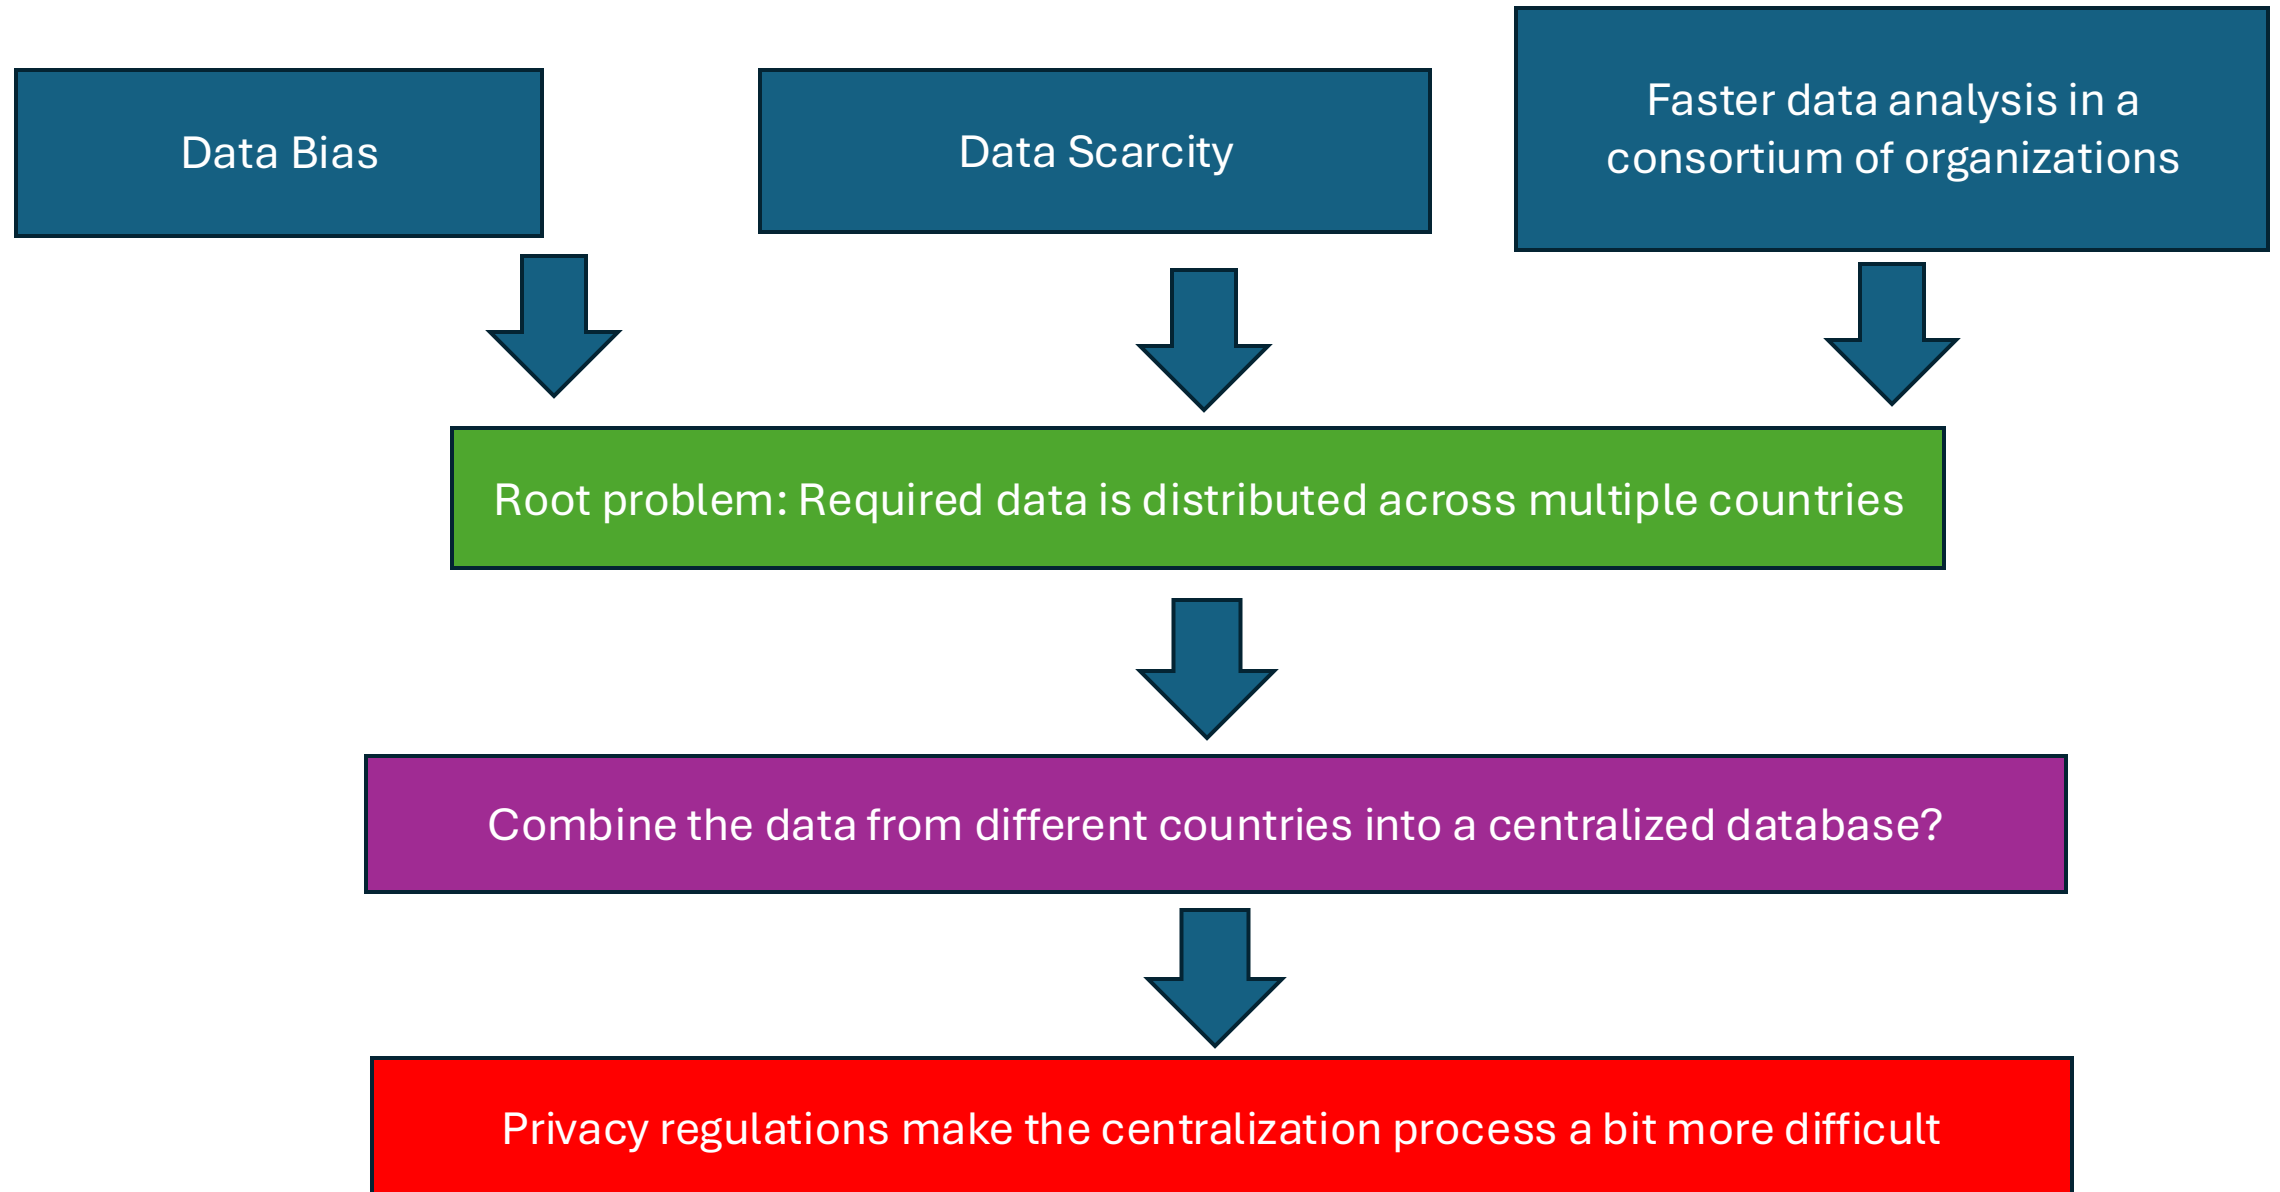 Data Bias
Data Scarcity
Faster data analysis in a
consortium of organizations
Root problem: Required data is distributed across multiple countries
Combine the data from different countries into a centralized database?
Privacy regulations make the centralization process a bit more difficult